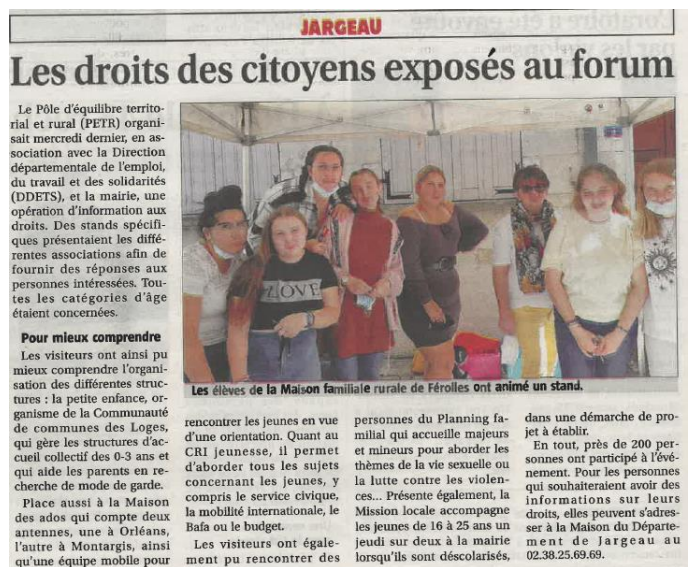 JARGEAU
Les droits des citoyens exposés au forum
Le Pôle d'équilibre territo-
rial et rural (PETR) organi-
sait mercredi dernier, en as-
sociation avec la Direction
départementale de l'emploi,
du travail et des solidarités
(DDETS), et la mairie, une
opération d'information aux
droits. Des stands spécifi-
ques présentaient les diffé-
rentes associations afin de
fournir des réponses aux
personnes intéressées. Tou-
tes les catégories d'âge
étaient concernées.
Pour mieux comprendre
Les visiteurs ont ainsi pu
mieux comprendre l'organi-
sation des différentes struc-
tures : la petite enfance, or-
ganisme de la Communauté
de communes des Loges,
qui gère les structures d'ac-
cueil collectif des 0-3 ans et
qui aide les parents en re-
cherche de mode de garde.
Place aussi à la Maison
des ados qui compte deux
antennes, une à Orléans,
l'autre à Montargis, ainsi
qu'une équipe mobile pour
LOVE
Les élèves de la Maison familiale rurale de Férolles ont animé un stand.
rencontrer les jeunes en vue
d'une orientation. Quant au
CRI jeunesse, il permet
d'aborder tous les sujets
concernant les jeunes, y
compris le service civique,
la mobilité internationale, le
Bafa ou le budget.
Les visiteurs ont égale-
ment pu rencontrer des
personnes du Planning fa-
milial qui accueille majeurs
et mineurs pour aborder les
thèmes de la vie sexuelle ou
la lutte contre les violen-
ces... Présente également, la
Mission locale accompagne
les jeunes de 16 à 25 ans un
jeudi sur deux à la mairie
lorsqu'ils sont déscolarisés,
dans une démarche de pro-
jet à établir.
En tout, près de 200 per-
sonnes ont participé à l'évé-
nement. Pour les personnes
qui souhaiteraient avoir des
informations sur leurs
droits, elles peuvent s'adres-
ser à la Maison du Départe-
ment de Jargeau au
02.38.25.69.69.